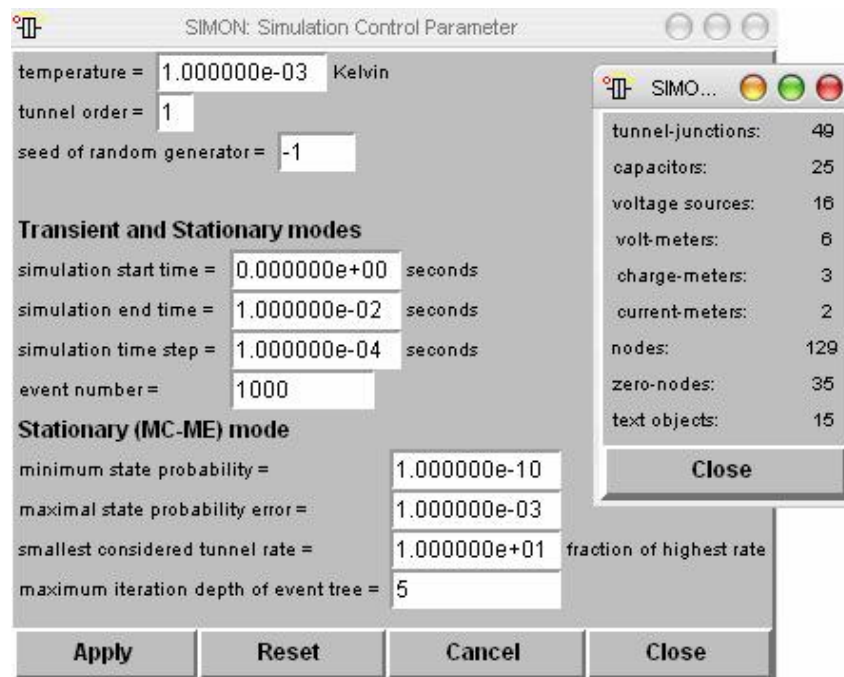 SIMON: Simulation Control Parameter
temperature = 1.000000e-03 Kelvin
tunnel order = 1
seed of random generator = -1
Transient and Stationary modes
simulation start time = 0.000000e+00 seconds
simulation end time = 1.000000e-02 seconds
simulation time step = 1.000000e-04 seconds
event number = 1000
Stationary (MC-ME) mode
minimum state probability = 1.000000e-10
maximal state probability error = 1.000000e-03
smallest considered tunnel rate = 1.000000e+01 fraction of highest rate
maximum iteration depth of event tree = 5
Apply Reset Cancel Close
SIMO...
tunnel-junctions: 49
capacitors: 25
voltage sources: 16
volt-meters: 6
charge-meters: 3
current-meters: 2
nodes: 129
zero-nodes: 35
text objects: 15
Close